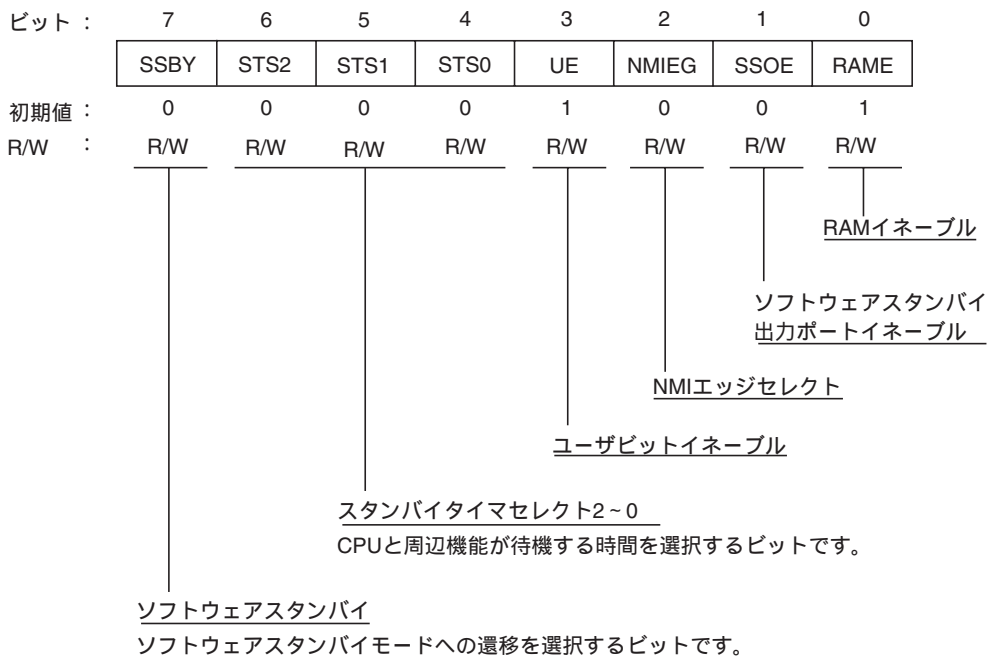 ビット : 7 6 5 4 3 2 1 0
SSBY STS2 STS1 STS0 UE NMIEG SSOE RAME
初期値 : 0 0 0 0 1 0 0 1
R/W : R/W R/W R/W R/W R/W R/W R/W R/W
RAMイネーブル
ソフトウェアスタンバイ
出力ポートイネーブル
NMIエッジセレクト
ユーザビットイネーブル
スタンバイタイマセレクト2~0
CPUと周辺機能が待機する時間を選択するビットです。
ソフトウェアスタンバイ
ソフトウェアスタンバイモードへの遷移を選択するビットです。